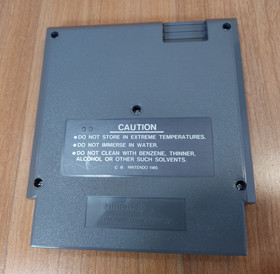 CAUTION
●DO NOT STORE IN EXTREME TEMPERATURES.
●DO NOT IMMERSE IN WATER.
●DO NOT CLEAN WITH BENZENE, THINNER,
ALCOHOL OR OTHER SUCH SOLVENTS.
NINTENDO 1985